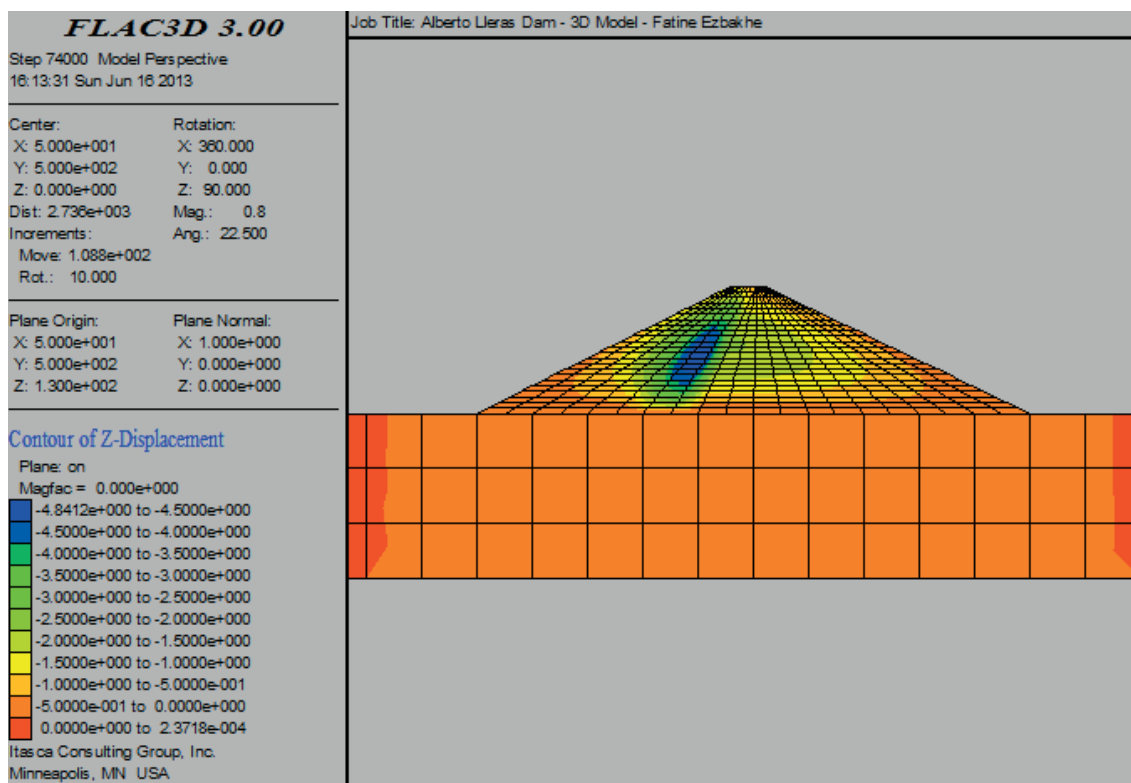 FLAC3D 3.00
Step 74000 Model Perspective
16:13:31 Sun Jun 16 2013
Center:
X: 5.000e+001
Y: 5.000e+002
Z: 0.000e+000
Dist: 2.736e+003
Increments:
Move: 1.088e+002
Rot.: 10.000
Rotation:
X: 360.000
Y: 0.000
Z: 90.000
Mag.: 0.8
Ang.: 22.500
Plane Origin:
X: 5.000e+001
Y: 5.000e+002
Z: 1.300e+002
Plane Normal:
X: 1.000e+000
Y: 0.000e+000
Z: 0.000e+000
Contour of Z-Displacement
Plane: on
Magfac = 0.000e+000
-4.8412e+000 to -4.5000e+000
-4.5000e+000 to -4.0000e+000
-4.0000e+000 to -3.5000e+000
-3.5000e+000 to -3.0000e+000
-3.0000e+000 to -2.5000e+000
-2.5000e+000 to -2.0000e+000
-2.0000e+000 to -1.5000e+000
-1.5000e+000 to -1.0000e+000
-1.0000e+000 to -5.0000e-001
-5.0000e-001 to 0.0000e+000
0.0000e+000 to 2.3718e-004
Itasca Consulting Group, Inc.
Minneapolis, MN USA
Job Title: Alberto Lleras Dam - 3D Model - Fatine Ezbakhe